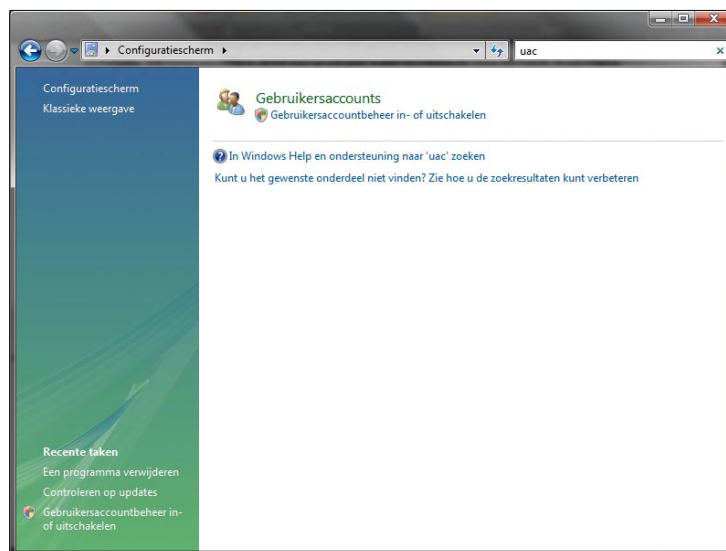 Configuratiescherm
uac
Configuratiescherm
Klassieke weergave
Gebruikersaccounts
Gebruikersaccountbeheer in- of uitschakelen
In Windows Help en ondersteuning naar 'uac' zoeken
Kunt u het gewenste onderdeel niet vinden? Zie hoe u de zoekresultaten kunt verbeteren
Recente taken
Een programma verwijderen
Controleren op updates
Gebruikersaccountbeheer in-
of uitschakelen